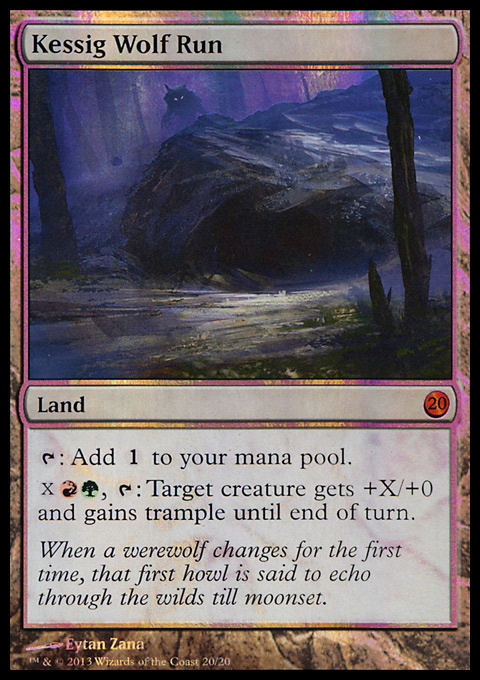 Kessig Wolf Run
Land
20
: Add 1 to your mana pool.
X, : Target creature gets +X/+0
and gains trample until end of turn.
When a werewolf changes for the first
time, that first howl is said to echo
through the wilds till moonset.
Eytan Zana
™ & © 2013 Wizards of the Coast 20/20